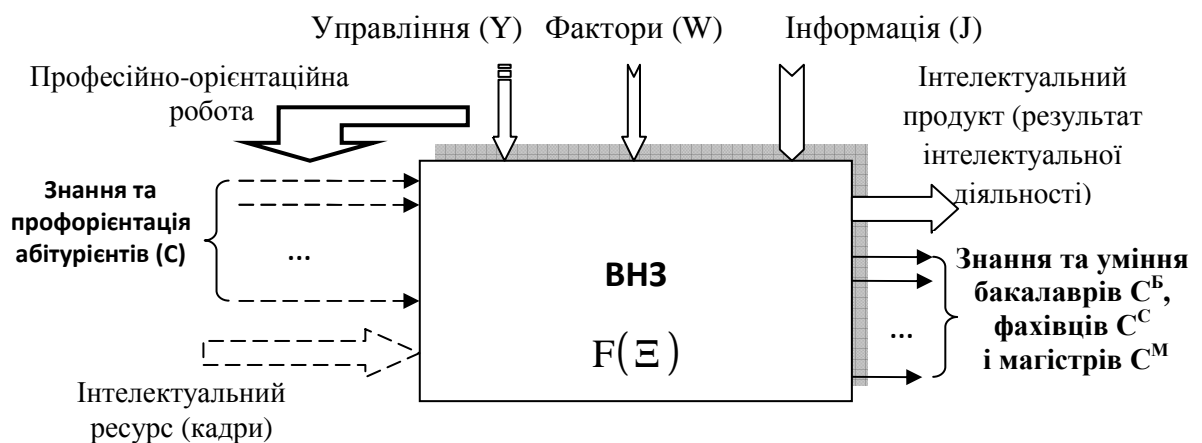 Управління (Y) Фактори (W) Інформація (J)
Професійно-орієнтаційна
робота
Інтелектуальний
продукт (результат
інтелектуальної
діяльності)
Знання та
профорієнтація
абітурієнтів (С)
...
ВНЗ
F(Ξ)
Знання та уміння
бакалаврів С^Б,
фахівців С^С
і магістрів С^М
...
Інтелектуальний
ресурс (кадри)